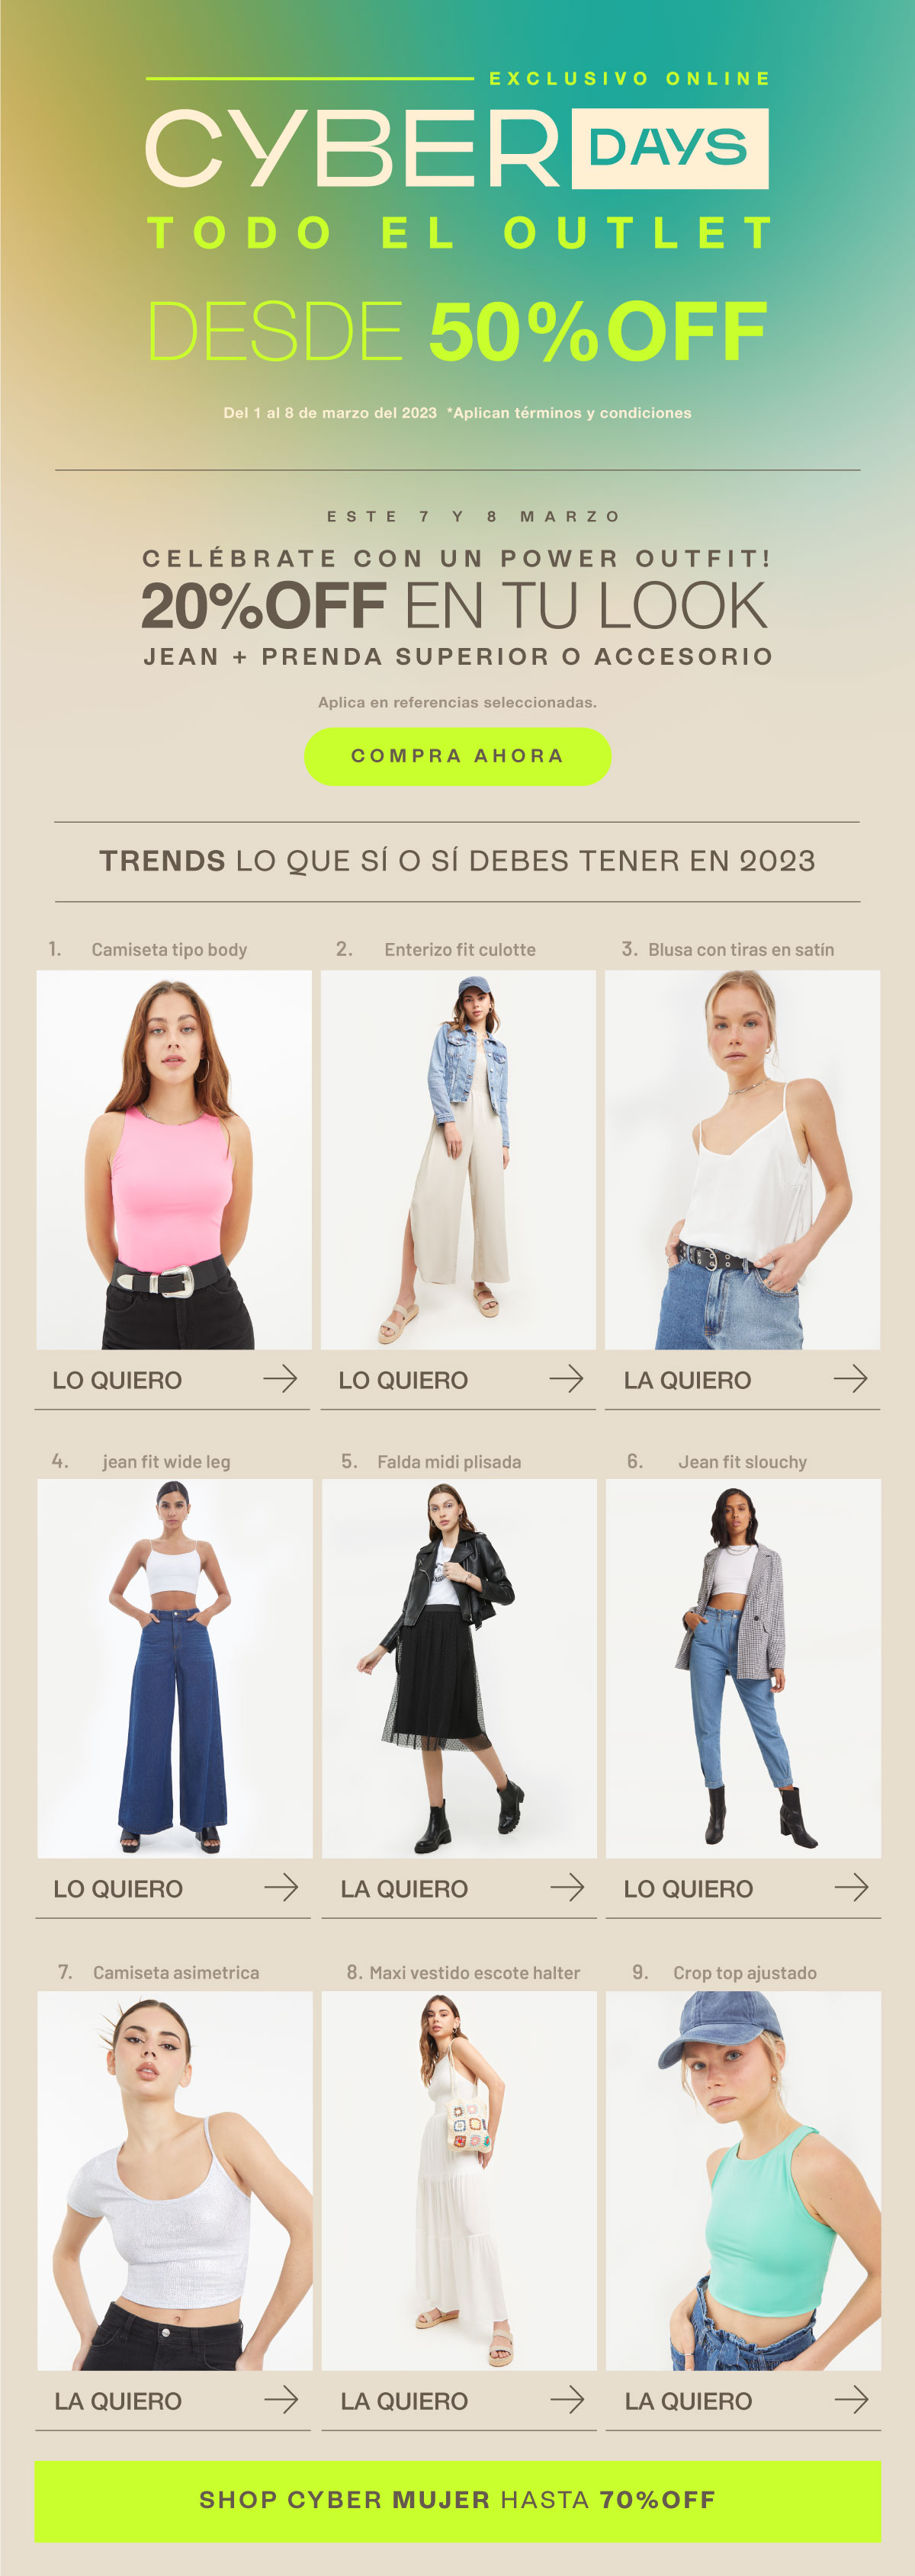 EXCLUSIVO ONLINE
CYBER DAYS
TODO EL OUTLET
DESDE 50%OFF
Del 1 al 8 de marzo del 2023 *Aplican términos y condiciones
ESTE 7 Y 8 MARZO
CELÉBRATE CON UN POWER OUTFIT!
20%OFF EN TU LOOK
JEAN + PRENDA SUPERIOR O ACCESORIO
Aplica en referencias seleccionadas.
COMPRA AHORA
TRENDS LO QUE SÍ O SÍ DEBES TENER EN 2023
1. Camiseta tipo body
2. Enterizo fit culotte
3. Blusa con tiras en satín
LO QUIERO
LO QUIERO
LA QUIERO
4. jean fit wide leg
5. Falda midi plisada
6. Jean fit slouchy
LO QUIERO
LA QUIERO
LO QUIERO
7. Camiseta asimetrica
8. Maxi vestido escote halter
9. Crop top ajustado
LA QUIERO
LA QUIERO
LA QUIERO
SHOP CYBER MUJER HASTA 70%OFF